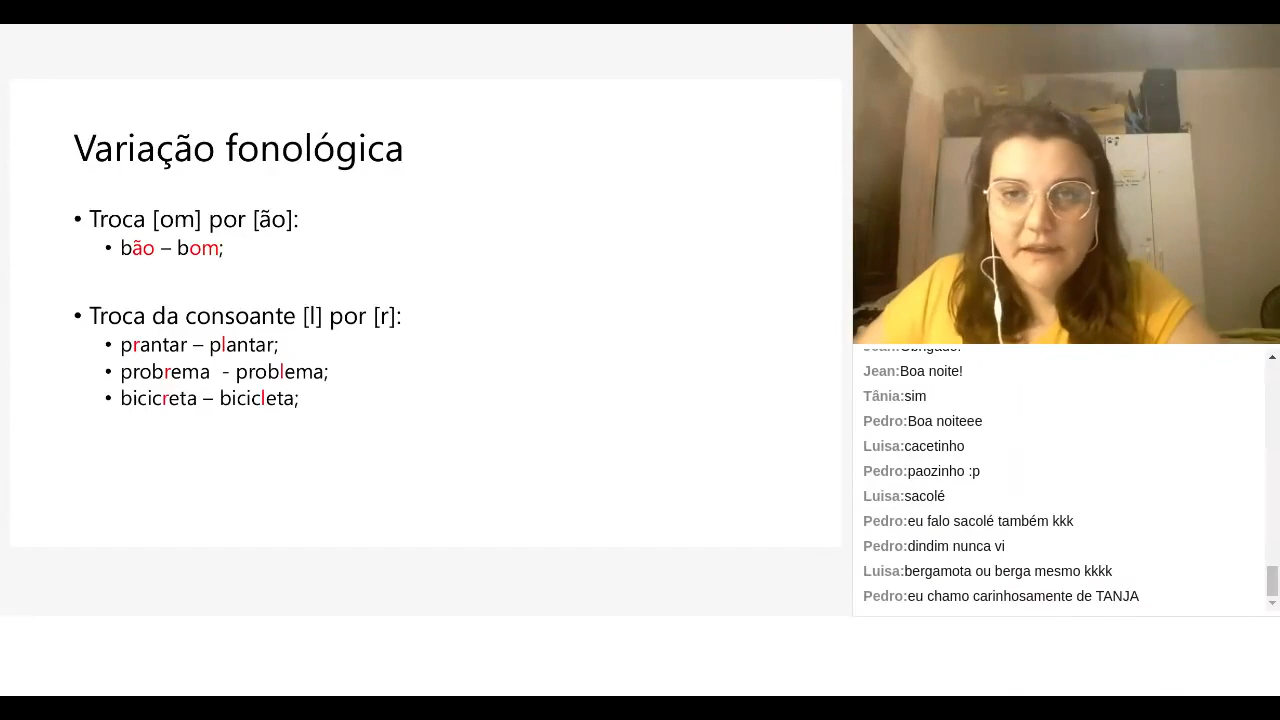 Variação fonológica
• Troca [om] por [ão]:
• bão – bom;
• Troca da consoante [l] por [r]:
• prantar – plantar;
• probrema - problema;
• bicicreta – bicicleta;
Jean:Obrigado!
Jean:Boa noite!
Tânia:sim
Pedro:Boa noiteee
Luisa:cacetinho
Pedro:paozinho :p
Luisa:sacolé
Pedro:eu falo sacolé também kkk
Pedro:dindim nunca vi
Luisa:bergamota ou berga mesmo kkkk
Pedro:eu chamo carinhosamente de TANJA